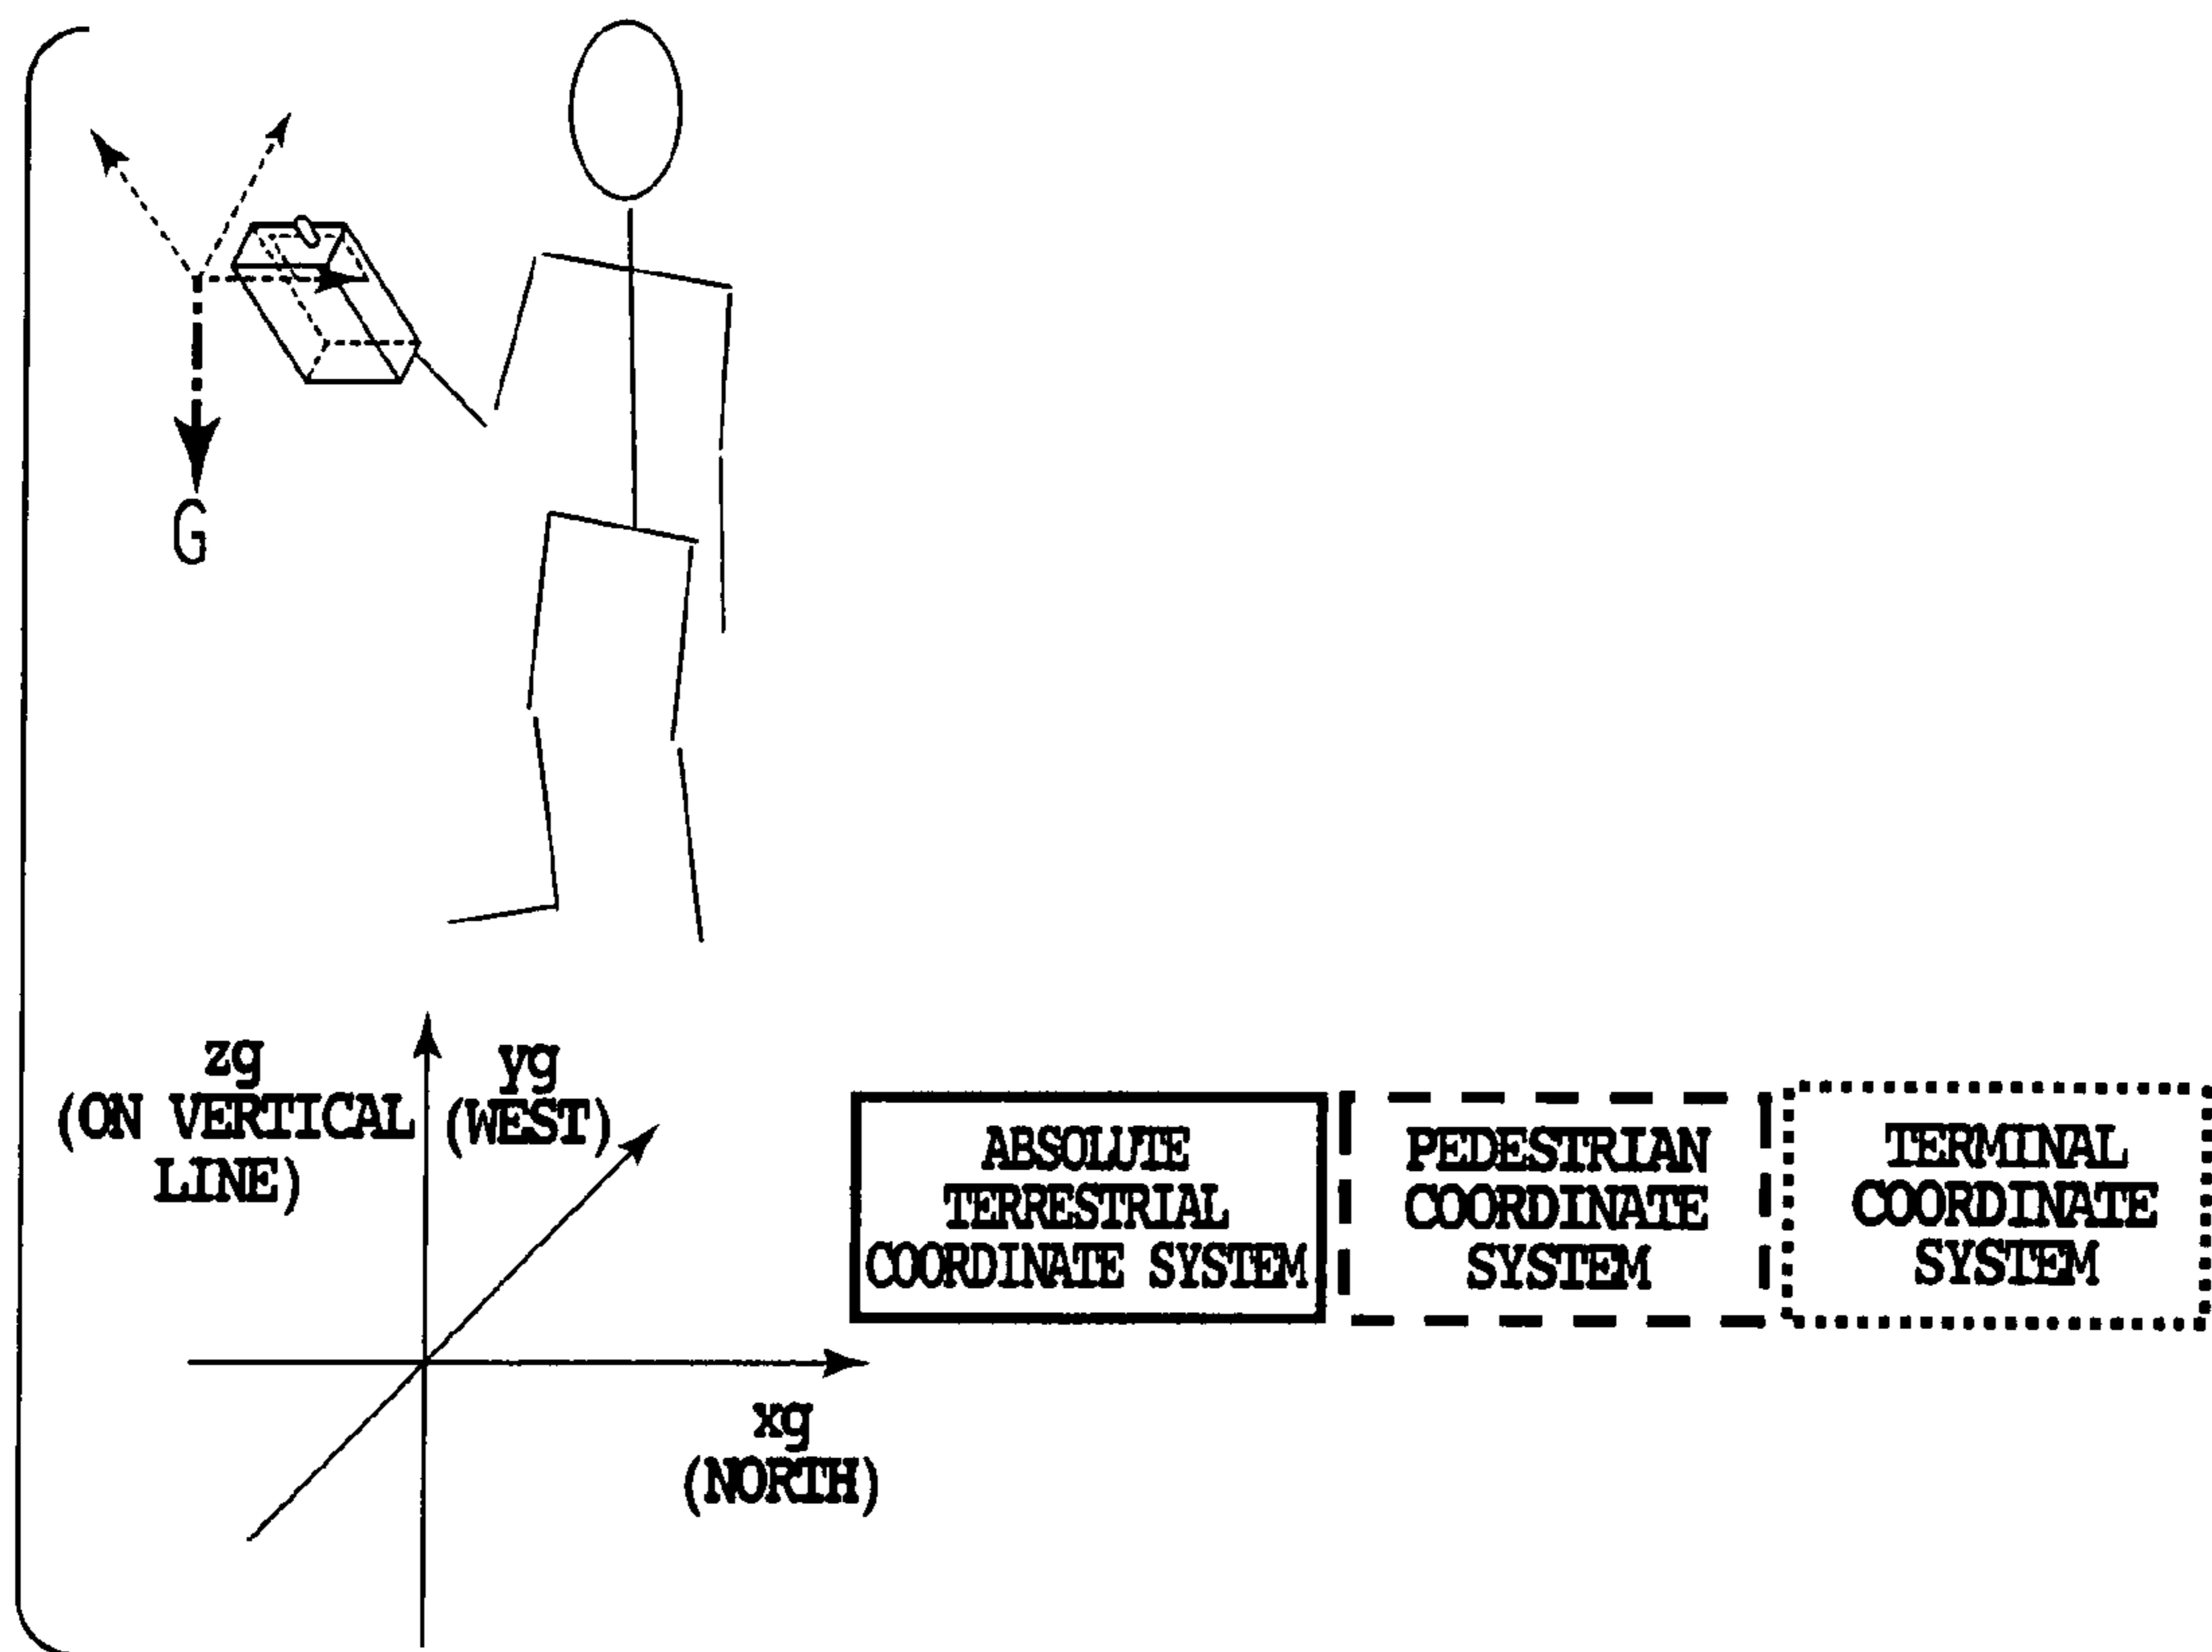 G
zg
(ON VERTICAL
LINE)
yg
(WEST)
xg
(NORTH)
ABSOLUTE
TERRESTRIAL
COORDINATE SYSTEM
PEDESTRIAN
COORDINATE
SYSTEM
TERMINAL
COORDINATE
SYSTEM